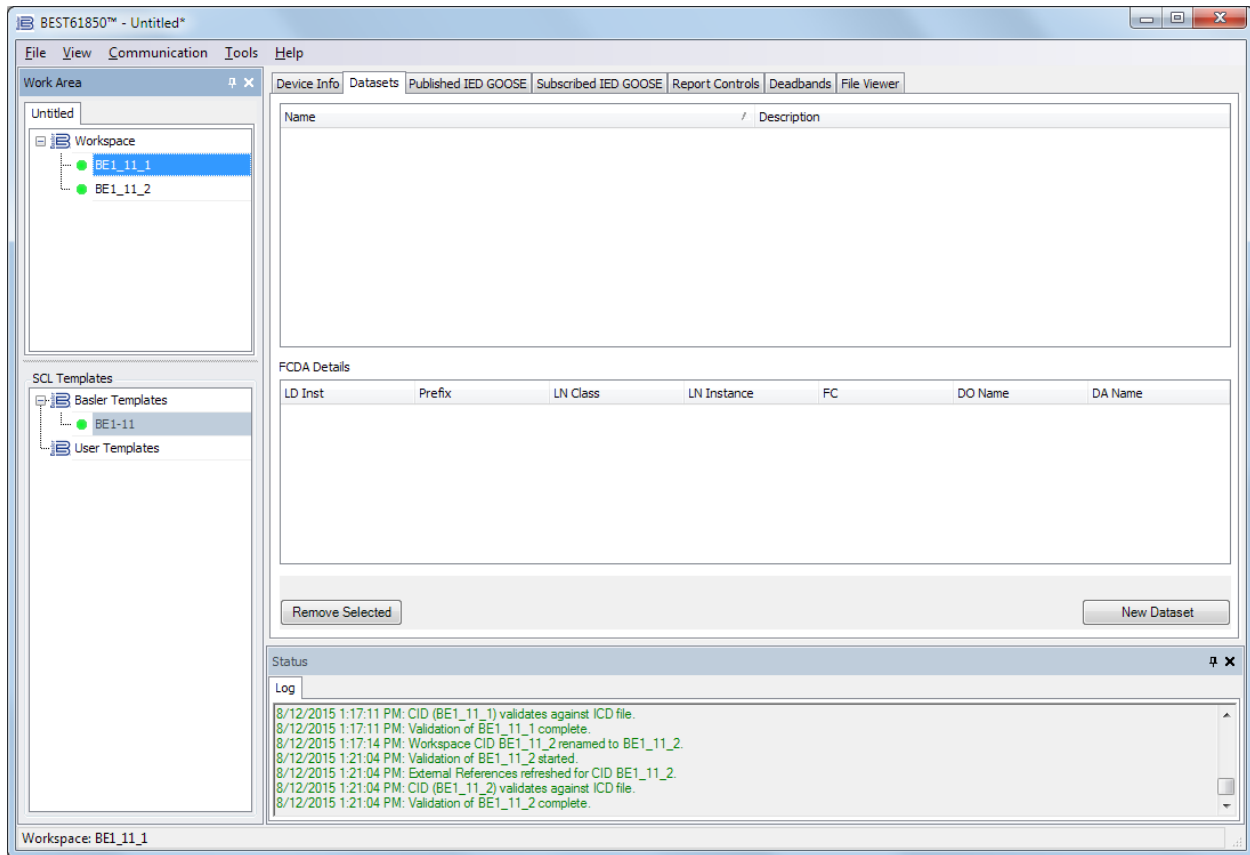 BEST61850™ - Untitled*
File View Communication Tools Help
Work Area
Untitled
Workspace
BE1_11_1
BE1_11_2
SCL Templates
Basler Templates
BE1-11
User Templates
Device Info Datasets Published IED GOOSE Subscribed IED GOOSE Report Controls Deadbands File Viewer
Name / Description
FCDA Details
LD Inst Prefix LN Class LN Instance FC DO Name DA Name
Remove Selected New Dataset
Status
Log
8/12/2015 1:17:11 PM: CID (BE1_11_1) validates against ICD file.
8/12/2015 1:17:11 PM: Validation of BE1_11_1 complete.
8/12/2015 1:17:14 PM: Workspace CID BE1_11_2 renamed to BE1_11_2.
8/12/2015 1:21:04 PM: Validation of BE1_11_2 started.
8/12/2015 1:21:04 PM: External References refreshed for CID BE1_11_2.
8/12/2015 1:21:04 PM: CID (BE1_11_2) validates against ICD file.
8/12/2015 1:21:04 PM: Validation of BE1_11_2 complete.
Workspace: BE1_11_1